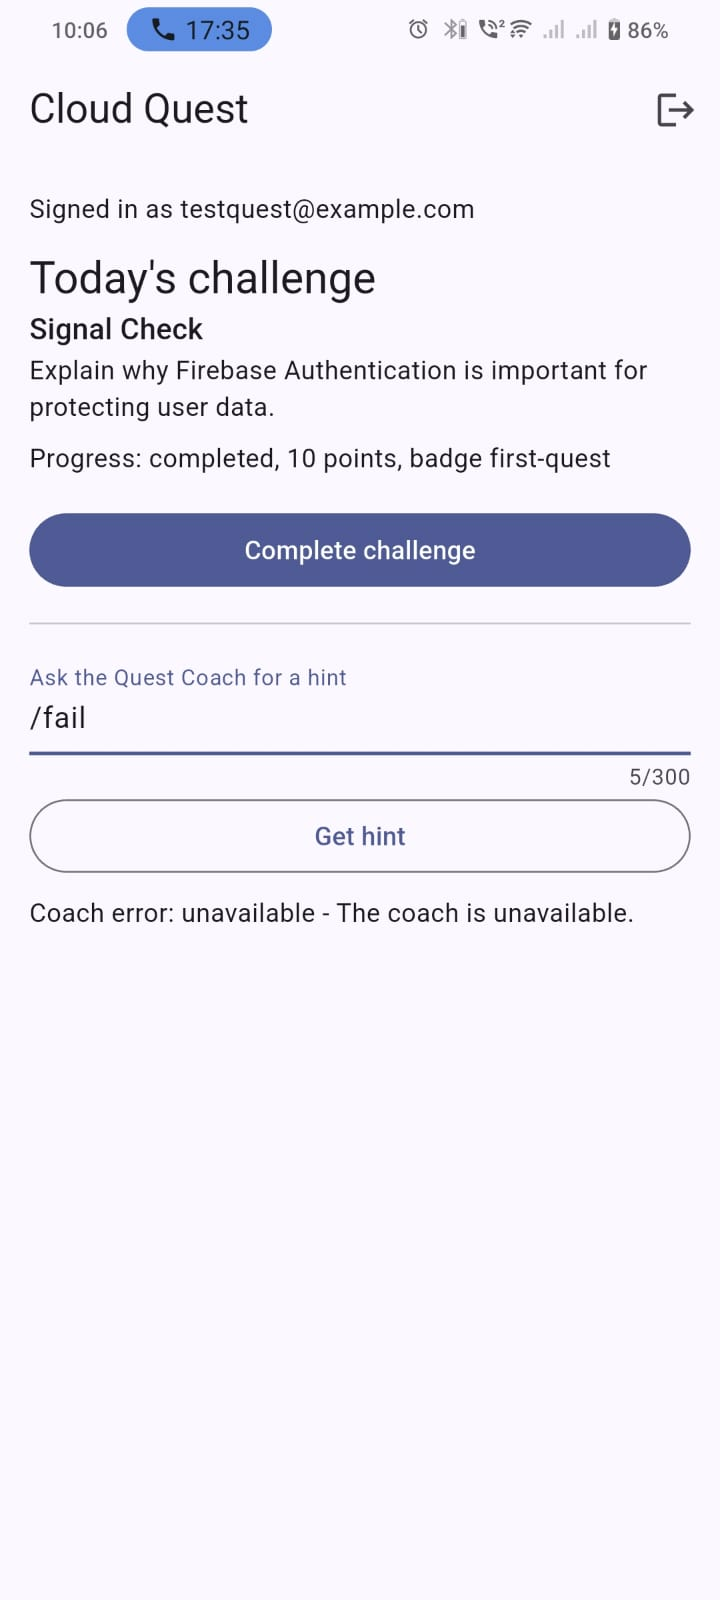 10:06 17:35 86%
Cloud Quest
Signed in as testquest@example.com
Today's challenge
Signal Check
Explain why Firebase Authentication is important for
protecting user data.
Progress: completed, 10 points, badge first-quest
Complete challenge
Ask the Quest Coach for a hint
/fail
5/300
Get hint
Coach error: unavailable - The coach is unavailable.